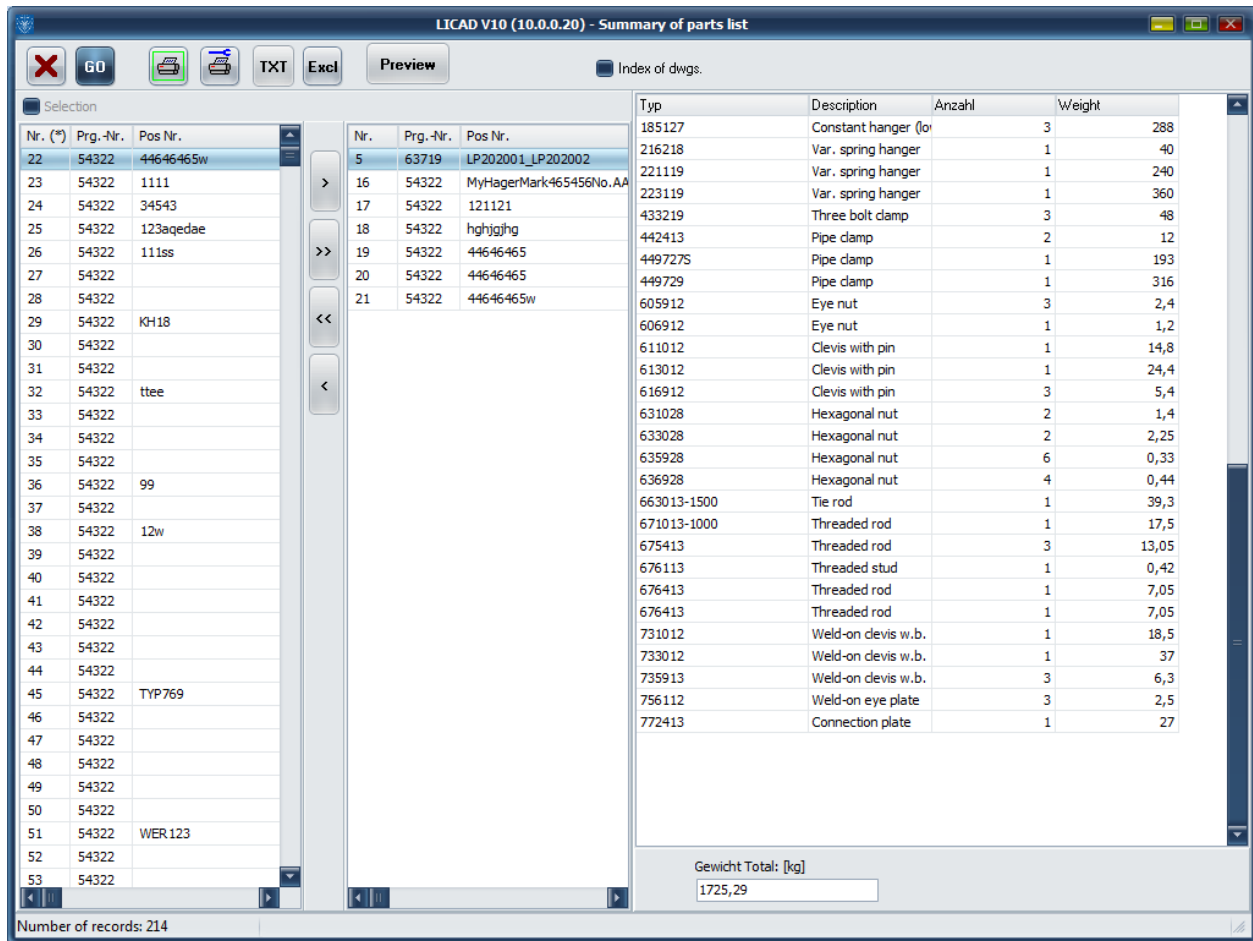 LICAD V10 (10.0.0.20) - Summary of parts list
GO TXT Excl Preview Index of dwgs.
Selection
Nr. (*) Prg.-Nr. Pos Nr.
22 54322 44646465w
23 54322 1111
24 54322 34543
25 54322 123aqedae
26 54322 111ss
27 54322
28 54322
29 54322 KH18
30 54322
31 54322
32 54322 ttee
33 54322
34 54322
35 54322
36 54322 99
37 54322
38 54322 12w
39 54322
40 54322
41 54322
42 54322
43 54322
44 54322
45 54322 TYP769
46 54322
47 54322
48 54322
49 54322
50 54322
51 54322 WER123
52 54322
53 54322
>
>>
<<
<
Nr. Prg.-Nr. Pos Nr.
5 63719 LP202001_LP202002
16 54322 MyHagerMark465456No.AA
17 54322 121121
18 54322 hghjgjhg
19 54322 44646465
20 54322 44646465
21 54322 44646465w
Typ Description Anzahl Weight
185127 Constant hanger (lo 3 288
216218 Var. spring hanger 1 40
221119 Var. spring hanger 1 240
223119 Var. spring hanger 1 360
433219 Three bolt clamp 3 48
442413 Pipe clamp 2 12
449727S Pipe clamp 1 193
449729 Pipe clamp 1 316
605912 Eye nut 3 2,4
606912 Eye nut 1 1,2
611012 Clevis with pin 1 14,8
613012 Clevis with pin 1 24,4
616912 Clevis with pin 3 5,4
631028 Hexagonal nut 2 1,4
633028 Hexagonal nut 2 2,25
635928 Hexagonal nut 6 0,33
636928 Hexagonal nut 4 0,44
663013-1500 Tie rod 1 39,3
671013-1000 Threaded rod 1 17,5
675413 Threaded rod 3 13,05
676113 Threaded stud 1 0,42
676413 Threaded rod 1 7,05
676413 Threaded rod 1 7,05
731012 Weld-on clevis w.b. 1 18,5
733012 Weld-on clevis w.b. 1 37
735913 Weld-on clevis w.b. 3 6,3
756112 Weld-on eye plate 3 2,5
772413 Connection plate 1 27
Gewicht Total: [kg]
1725,29
Number of records: 214